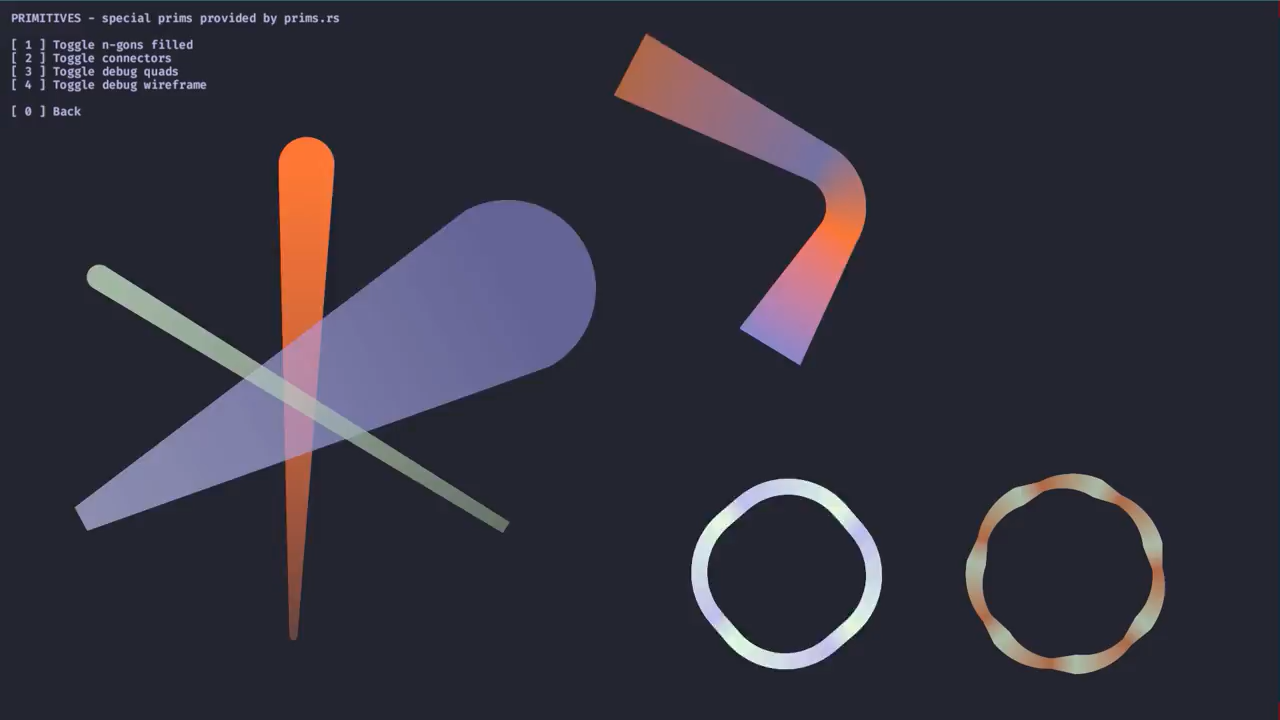 PRIMITIVES - special prims provided by prims.rs
[ 1 ] Toggle n-gons filled
[ 2 ] Toggle connectors
[ 3 ] Toggle debug quads
[ 4 ] Toggle debug wireframe
[ 0 ] Back